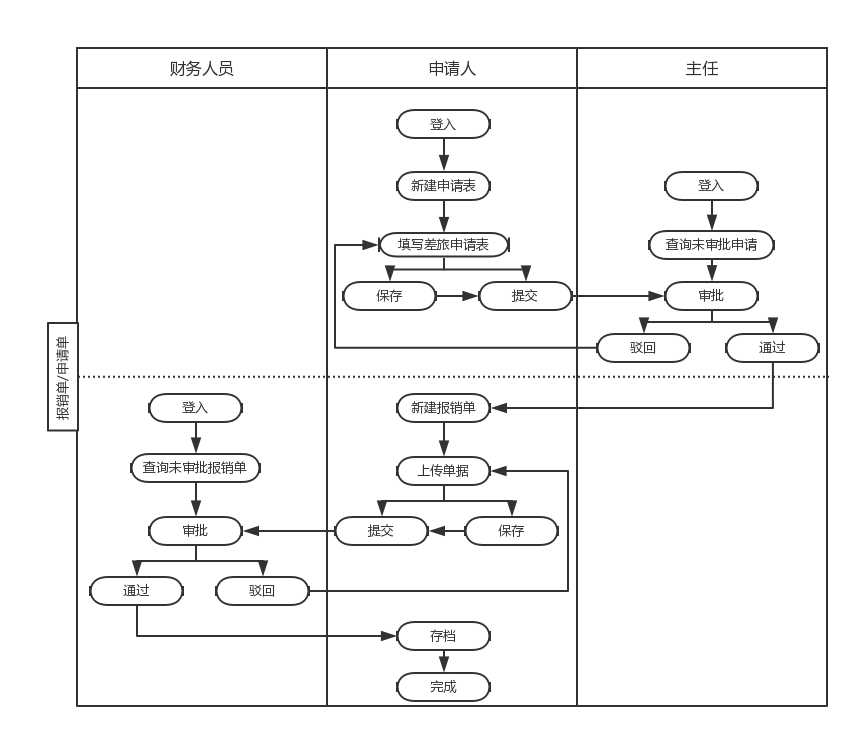 财务人员
申请人
主任
登入
新建申请表
登入
填写差旅申请表
查询未审批申请
保存
提交
审批
驳回
通过
报销单/申请单
登入
新建报销单
查询未审批报销单
上传单据
审批
提交
保存
通过
驳回
存档
完成